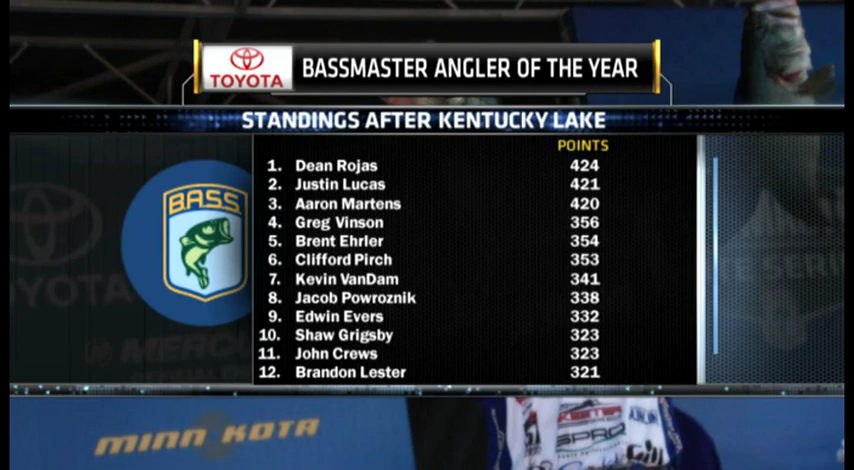 TOYOTA
BASSMASTER ANGLER OF THE YEAR
STANDINGS AFTER KENTUCKY LAKE
POINTS
1. Dean Rojas 424
2. Justin Lucas 421
3. Aaron Martens 420
4. Greg Vinson 356
5. Brent Ehrler 354
6. Clifford Pirch 353
7. Kevin VanDam 341
8. Jacob Powroznik 338
9. Edwin Evers 332
10. Shaw Grigsby 323
11. John Crews 323
12. Brandon Lester 321
B.A.S.S.
MINN KOTA
SPRO